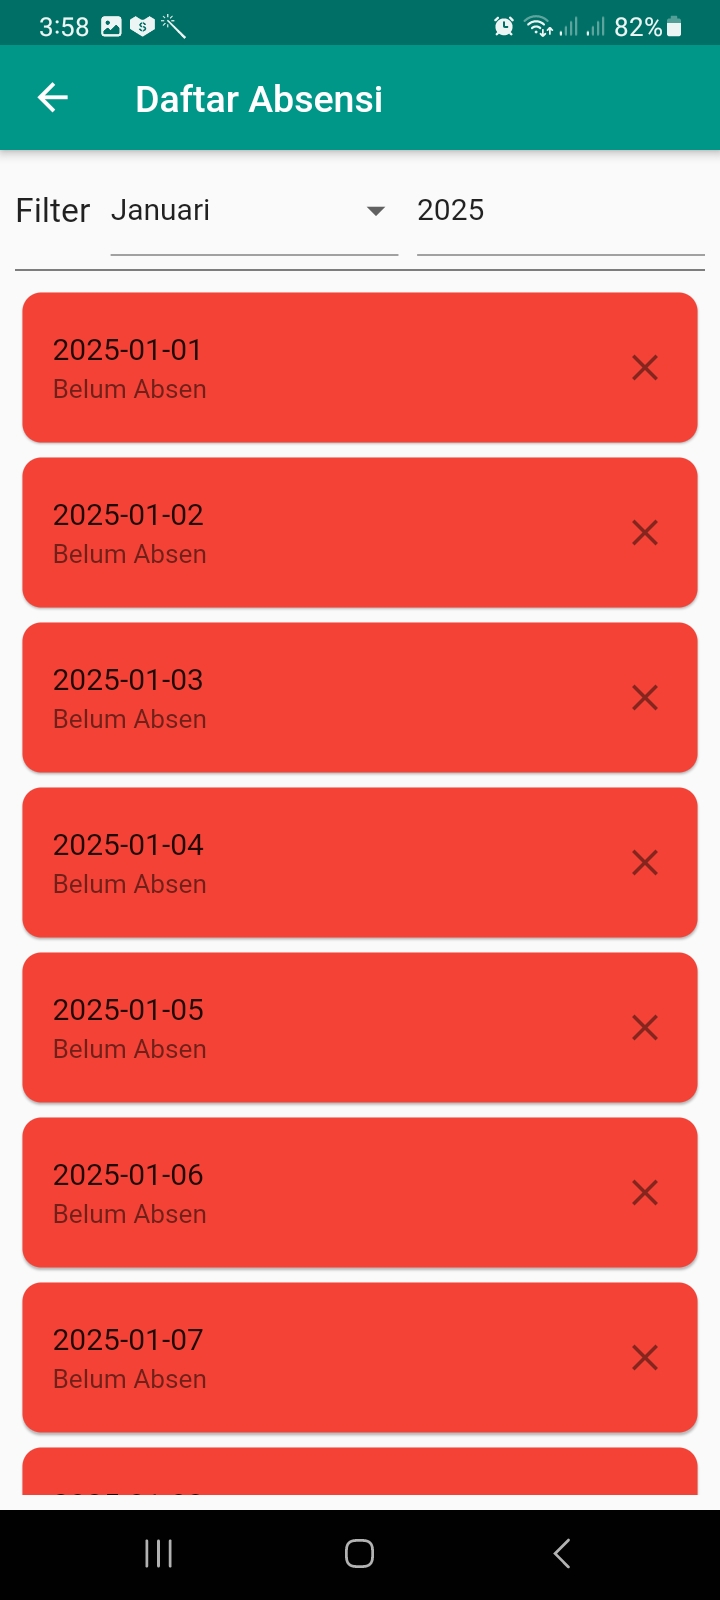 3:58
82%
Daftar Absensi
Filter Januari 2025
2025-01-01
Belum Absen
2025-01-02
Belum Absen
2025-01-03
Belum Absen
2025-01-04
Belum Absen
2025-01-05
Belum Absen
2025-01-06
Belum Absen
2025-01-07
Belum Absen